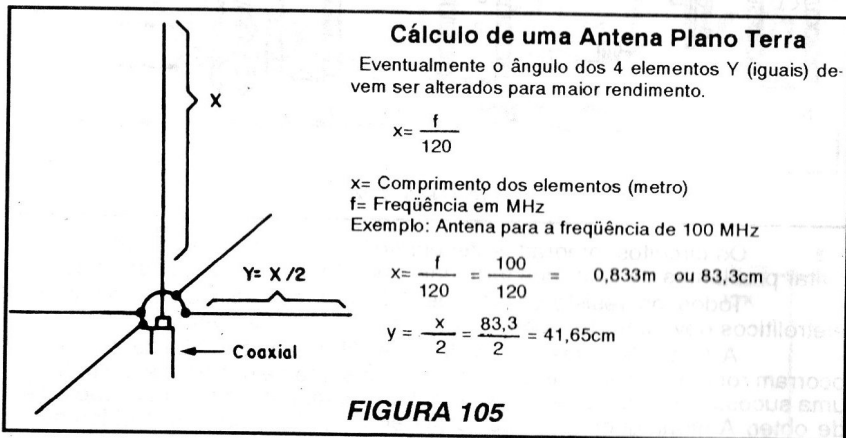 Cálculo de uma Antena Plano Terra
Eventualmente o ângulo dos 4 elementos Y (iguais) de-
vem ser alterados para maior rendimento.
x= f/120
x= Comprimento dos elementos (metro)
f= Freqüência em MHz
Exemplo: Antena para a freqüência de 100 MHz
x= f/120 = 100/120 = 0,833m ou 83,3cm
y = x/2 = 83,3/2 = 41,65cm
X
Y= X /2
Coaxial
FIGURA 105